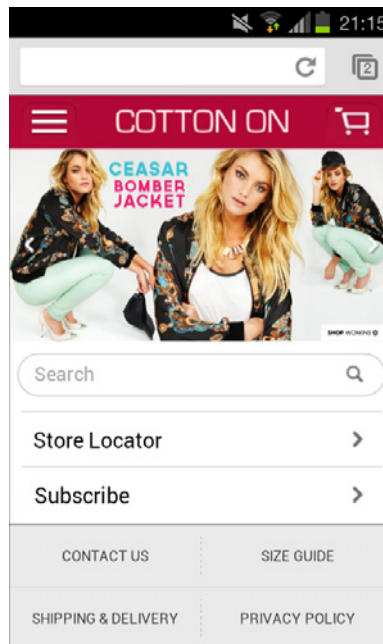 21:15
2
COTTON ON
CEASAR
BOMBER
JACKET
SHOP WOMENS
Search
Store Locator
Subscribe
CONTACT US
SIZE GUIDE
SHIPPING & DELIVERY
PRIVACY POLICY